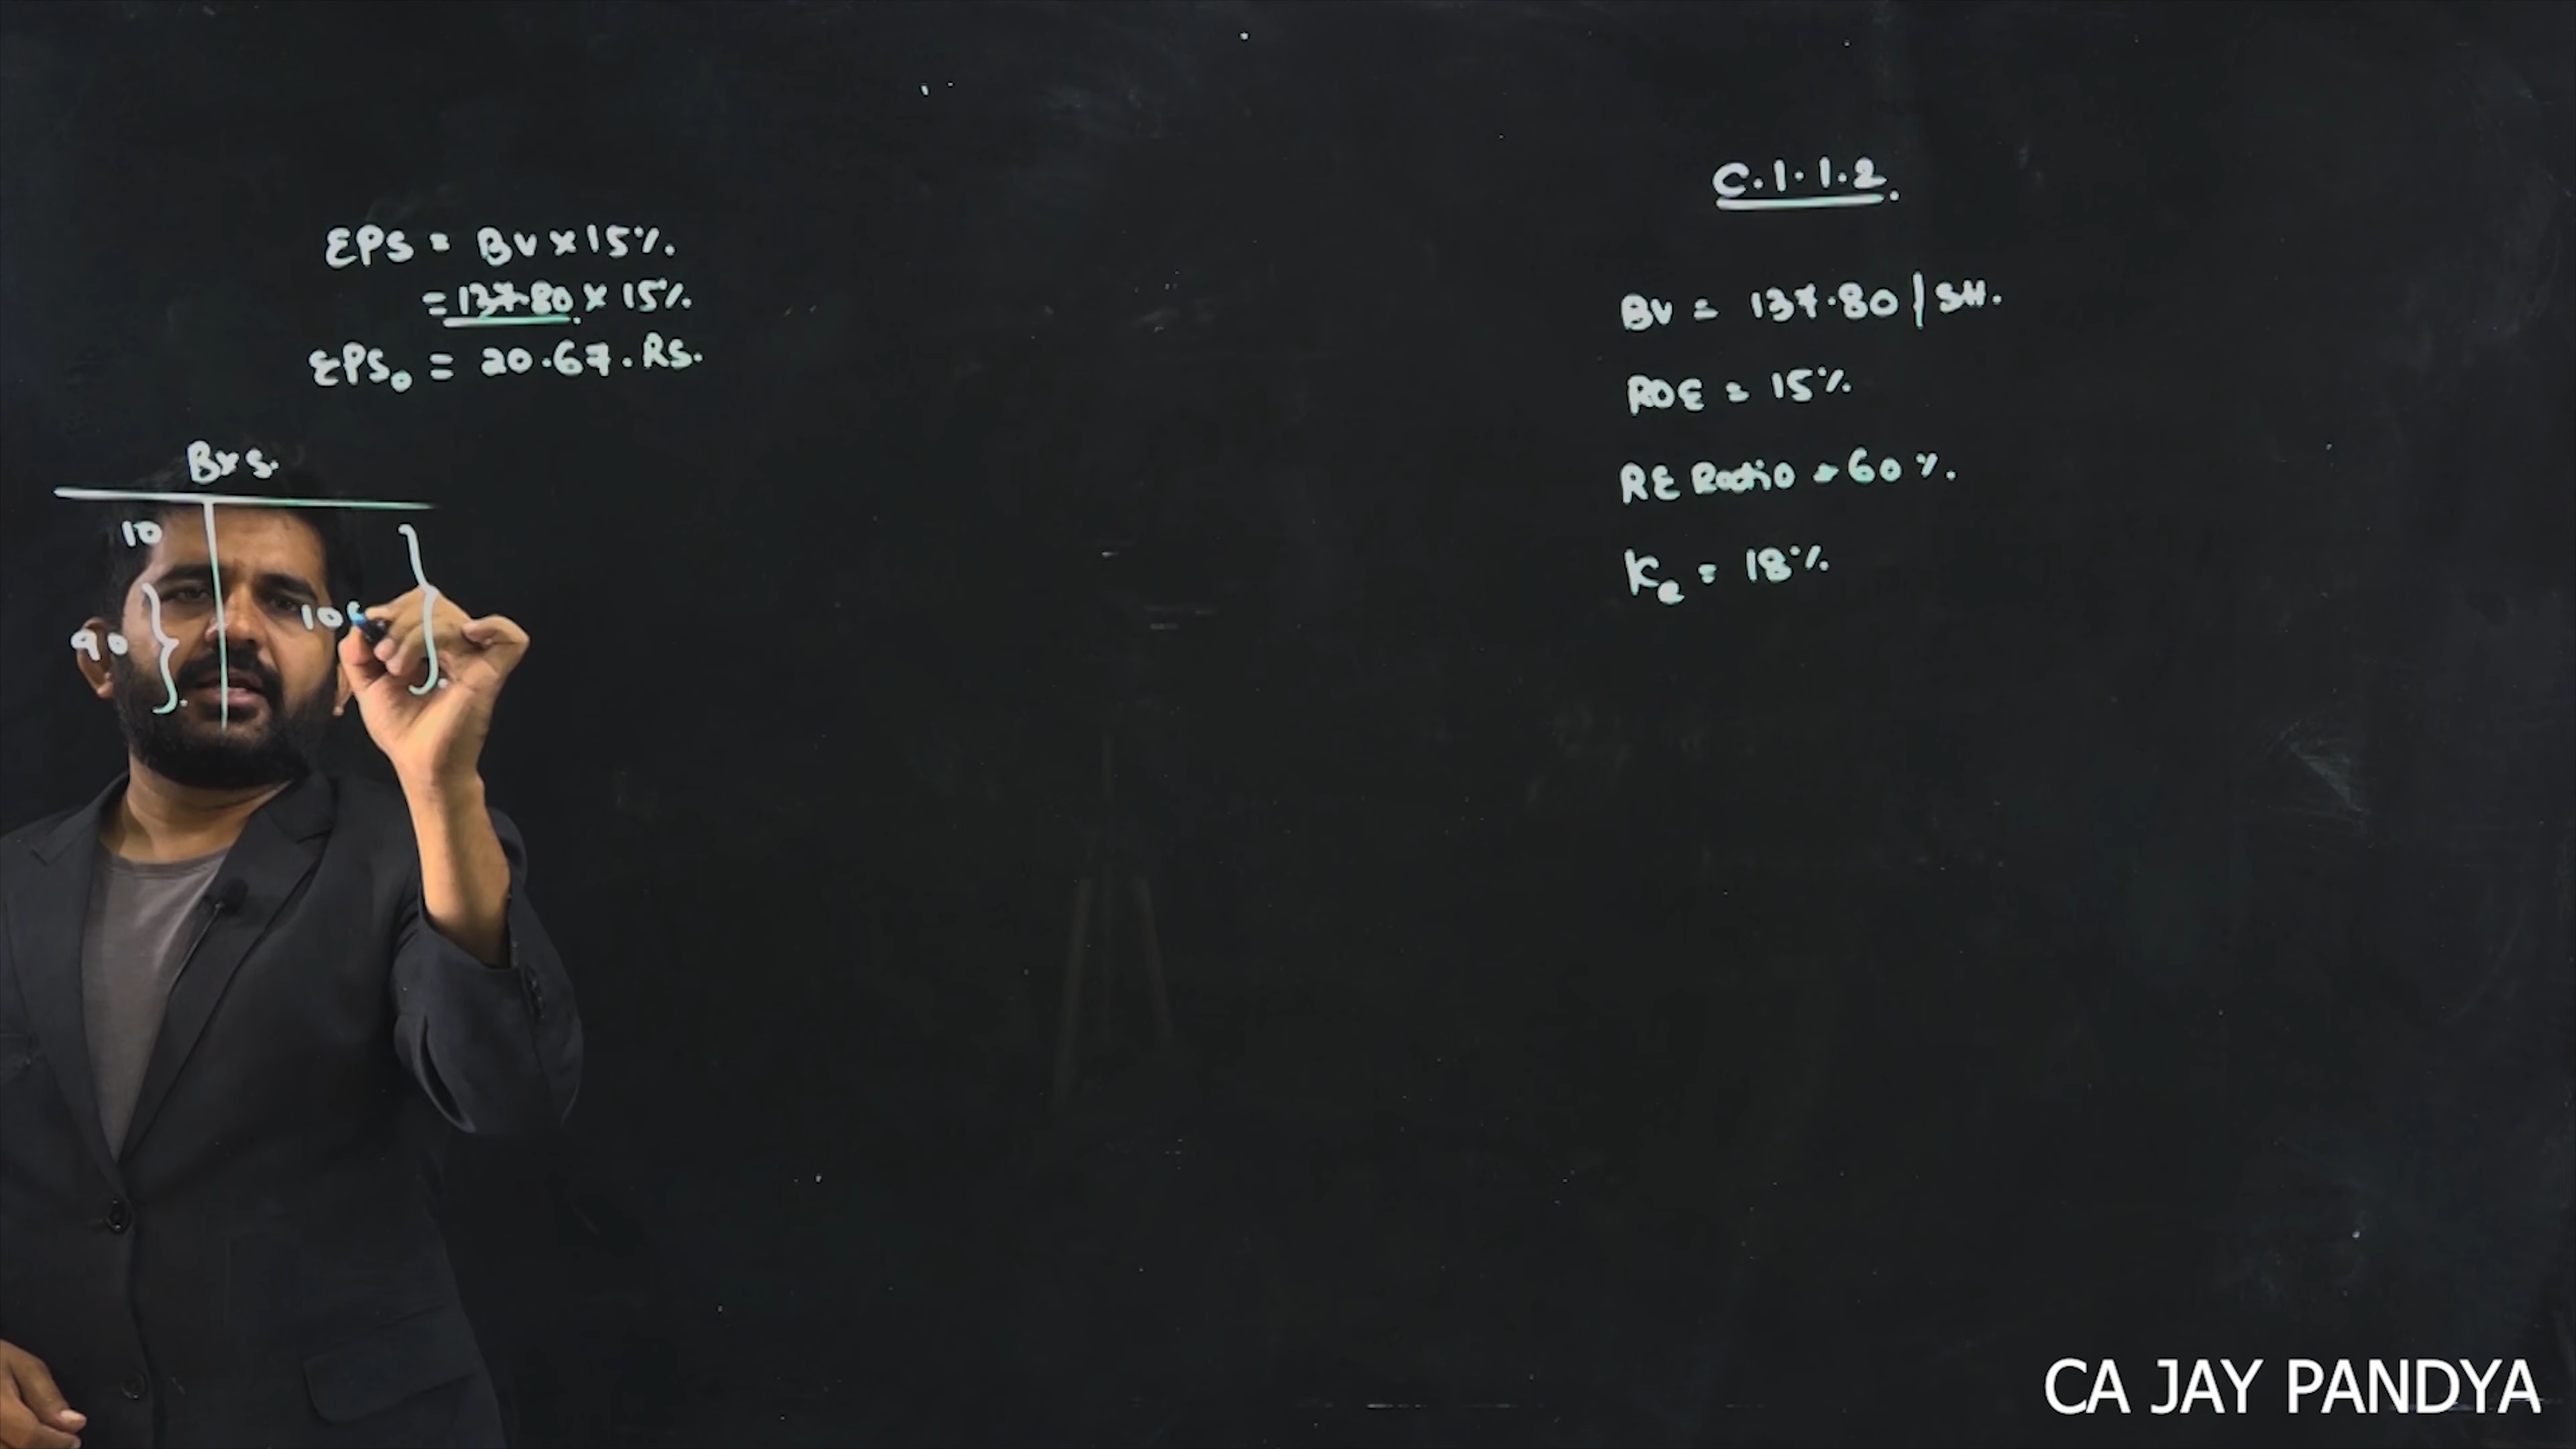 C.1.1.2.
EPS = BV × 15%.
= 137.80 × 15%.
EPS₀ = 20.67. RS.
BV = 137.80 / SH.
ROE = 15%.
RE Ratio = 60%.
Ke = 18%.
B×S.
10
90
CA JAY PANDYA